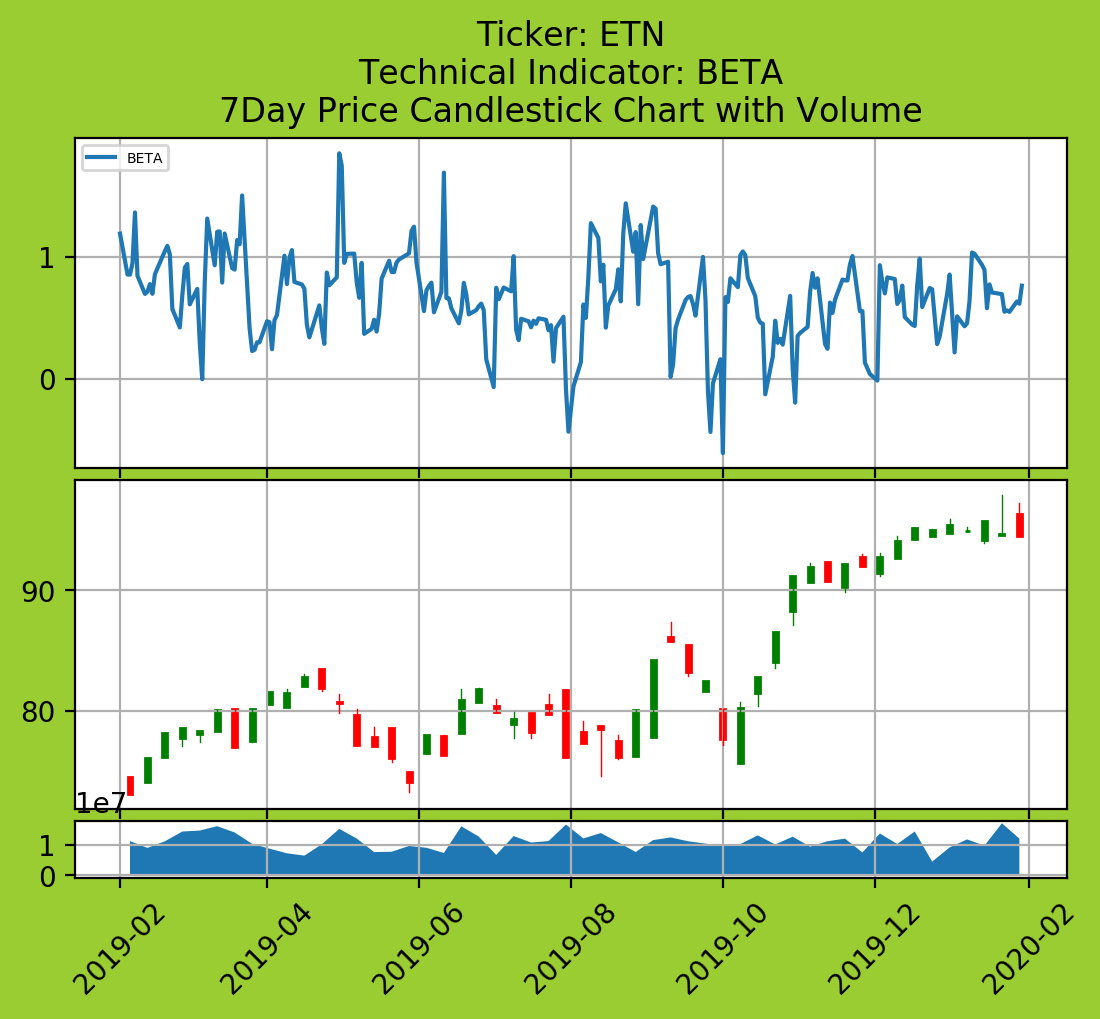 Ticker: ETN
Technical Indicator: BETA
7Day Price Candlestick Chart with Volume
BETA
1
0
90
80
1e7
1
0
2019-02
2019-04
2019-06
2019-08
2019-10
2019-12
2020-02